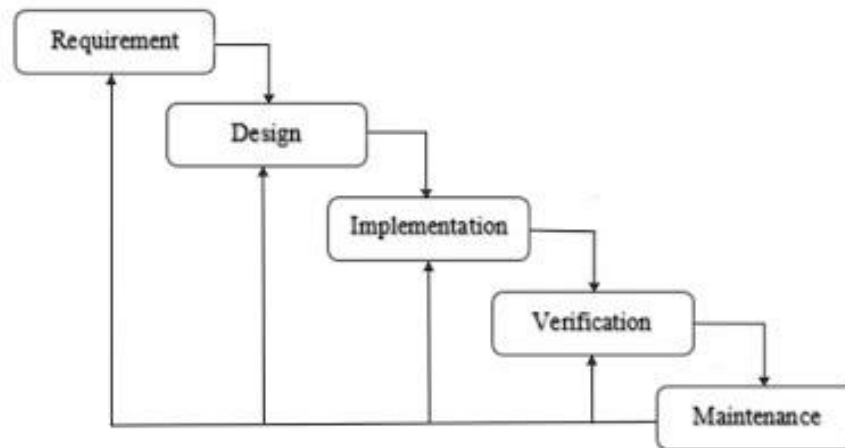 Requirement
Design
Implementation
Verification
Maintenance